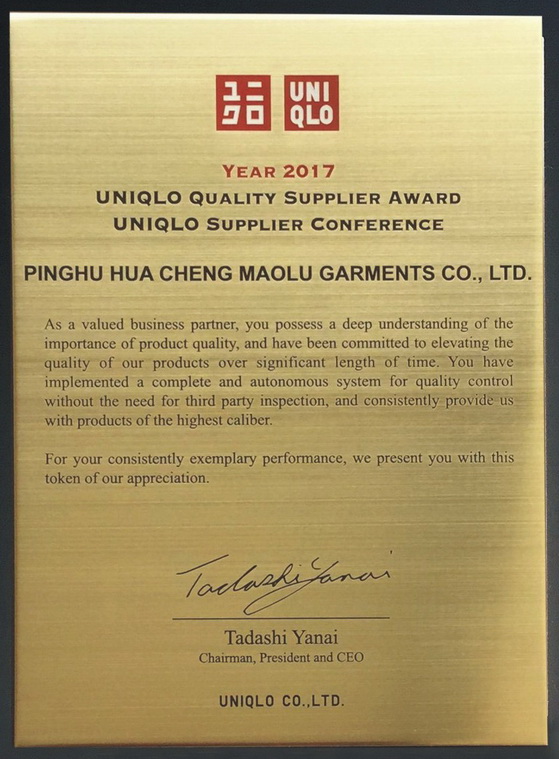 ユニ
クロ
UNI
QLO
YEAR 2017
UNIQLO QUALITY SUPPLIER AWARD
UNIQLO SUPPLIER CONFERENCE
PINGHU HUA CHENG MAOLU GARMENTS CO., LTD.
As a valued business partner, you possess a deep understanding of the
importance of product quality, and have been committed to elevating the
quality of our products over significant length of time. You have
implemented a complete and autonomous system for quality control
without the need for third party inspection, and consistently provide us
with products of the highest caliber.
For your consistently exemplary performance, we present you with this
token of our appreciation.
Tadashi Yanai
Tadashi Yanai
Chairman, President and CEO
UNIQLO CO.,LTD.